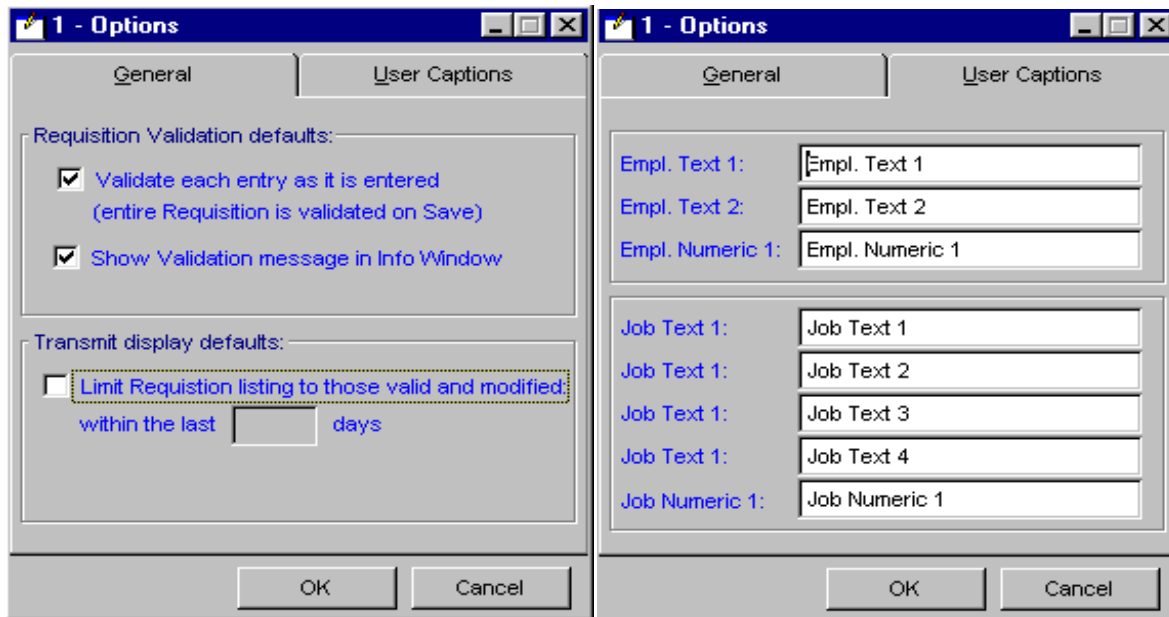 1 - Options
General
User Captions
Requisition Validation defaults:
Validate each entry as it is entered
(entire Requisition is validated on Save)
Show Validation message in Info Window
Transmit display defaults:
Limit Requistion listing to those valid and modified:
within the last days
OK
Cancel
1 - Options
General
User Captions
Empl. Text 1: Empl. Text 1
Empl. Text 2: Empl. Text 2
Empl. Numeric 1: Empl. Numeric 1
Job Text 1: Job Text 1
Job Text 1: Job Text 2
Job Text 1: Job Text 3
Job Text 1: Job Text 4
Job Numeric 1: Job Numeric 1
OK
Cancel